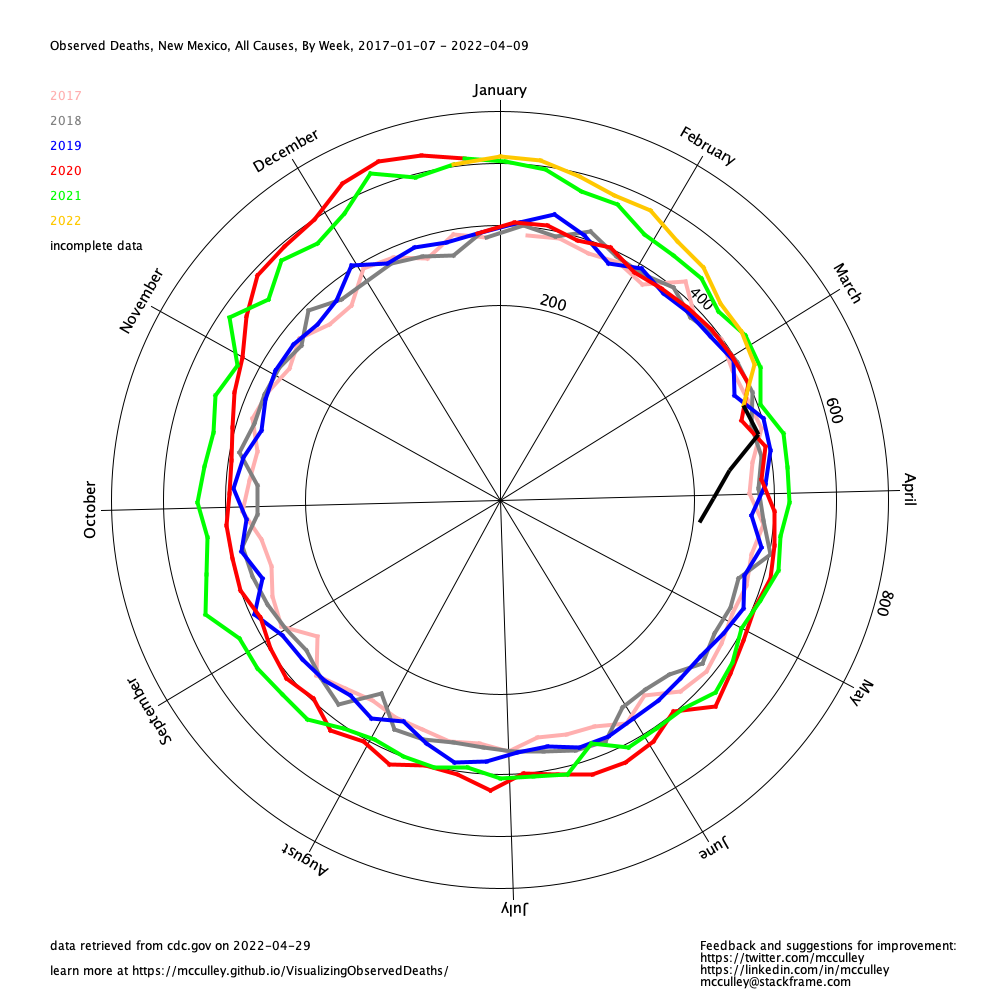 Observed Deaths, New Mexico, All Causes, By Week, 2017-01-07 - 2022-04-09
January
2017
2018
2019
2020
2021
2022
incomplete data
December
February
November
March
200
400
600
October
April
800
September
May
August
June
July
data retrieved from cdc.gov on 2022-04-29
learn more at https://mcculley.github.io/VisualizingObservedDeaths/
Feedback and suggestions for improvement:
https://twitter.com/mcculley
https://linkedin.com/in/mcculley
mcculley@stackframe.com